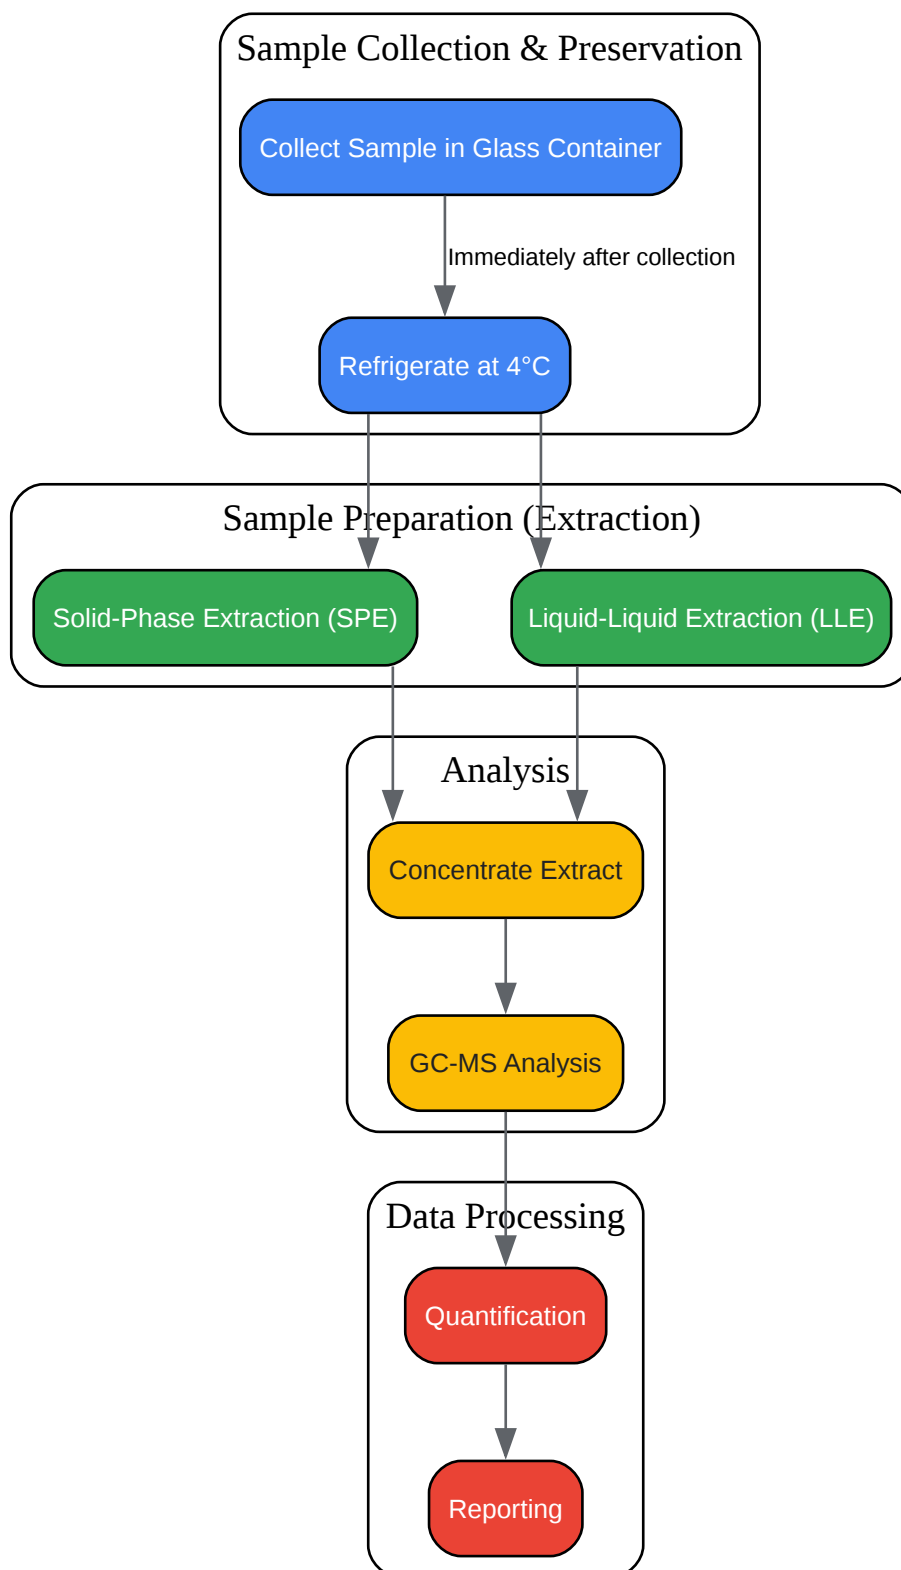 Sample Collection & Preservation
Collect Sample in Glass Container
Immediately after collection
Refrigerate at 4°C
Sample Preparation (Extraction)
Solid-Phase Extraction (SPE)
Liquid-Liquid Extraction (LLE)
Analysis
Concentrate Extract
GC-MS Analysis
Data Processing
Quantification
Reporting